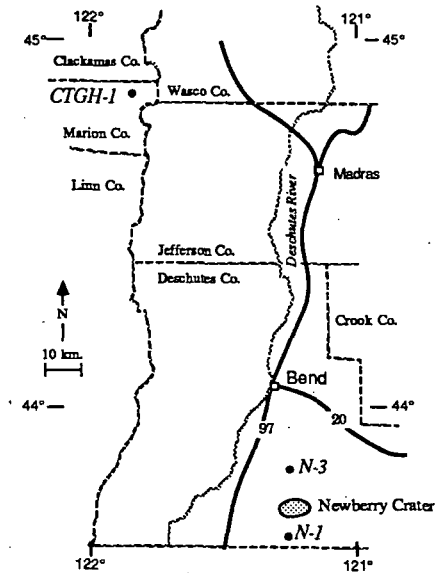 122°
121°
45°
45°
Clackamas Co.
CTGH-1
Wasco Co.
Marion Co.
Madras
Linn Co.
Deschutes River
Jefferson Co.
Deschutes Co.
N
10 km.
Crook Co.
Bend
44°
44°
97
20
N-3
Newberry Crater
N-1
122°
121°